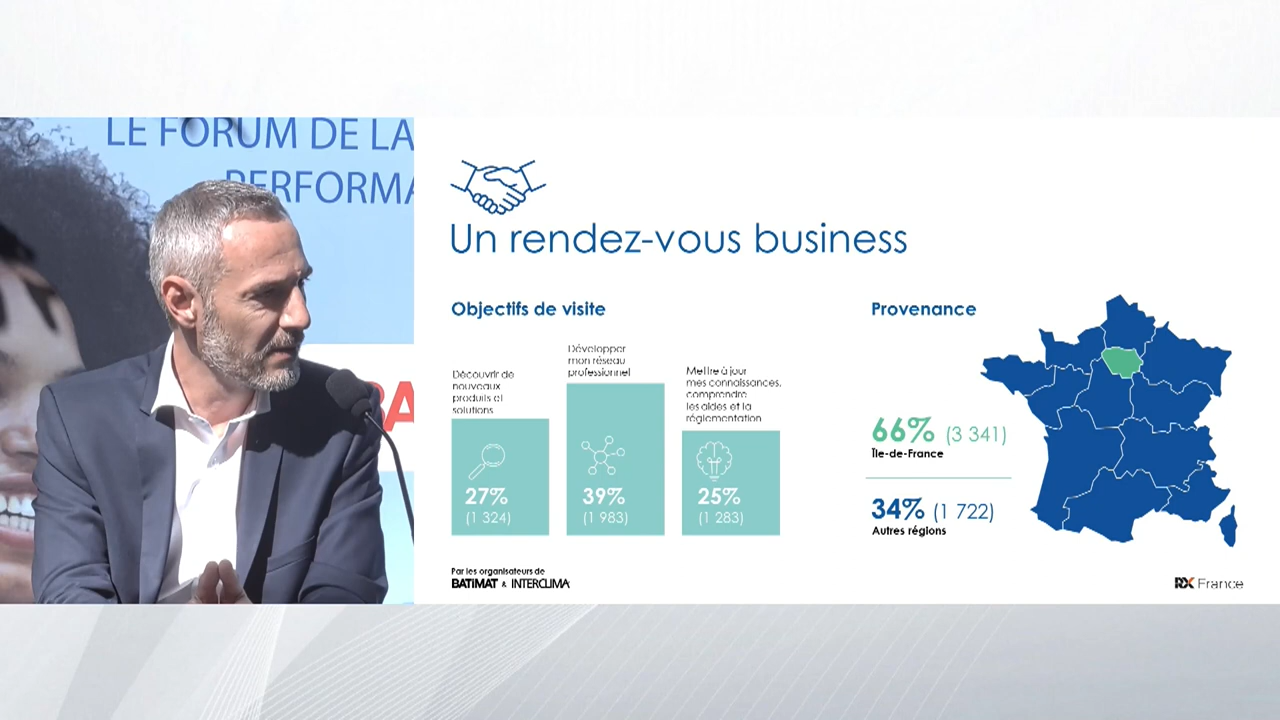 LE FORUM DE LA
PERFORMA
BA
Un rendez-vous business
Objectifs de visite
Découvrir de
nouveaux
produits et
solutions
27%
(1 324)
Développer
mon réseau
professionnel
39%
(1 983)
Mettre à jour
mes connaissances,
comprendre
les aides et la
réglementation
25%
(1 283)
Provenance
66% (3 341)
Île-de-France
34% (1 722)
Autres régions
Par les organisateurs de
BATIMAT & INTERCLIMA
RX France